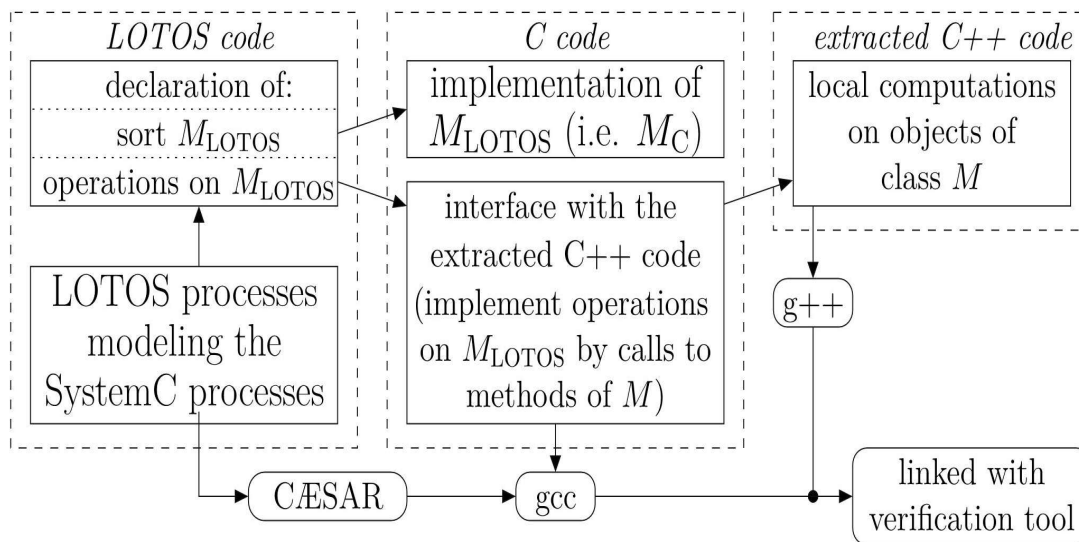 LOTOS code
declaration of:
sort M_LOTOS
operations on M_LOTOS
LOTOS processes
modeling the
SystemC processes
C code
implementation of
M_LOTOS (i.e. M_C)
interface with the
extracted C++ code
(implement operations
on M_LOTOS by calls to
methods of M)
extracted C++ code
local computations
on objects of
class M
g++
CÆSAR
gcc
linked with
verification tool